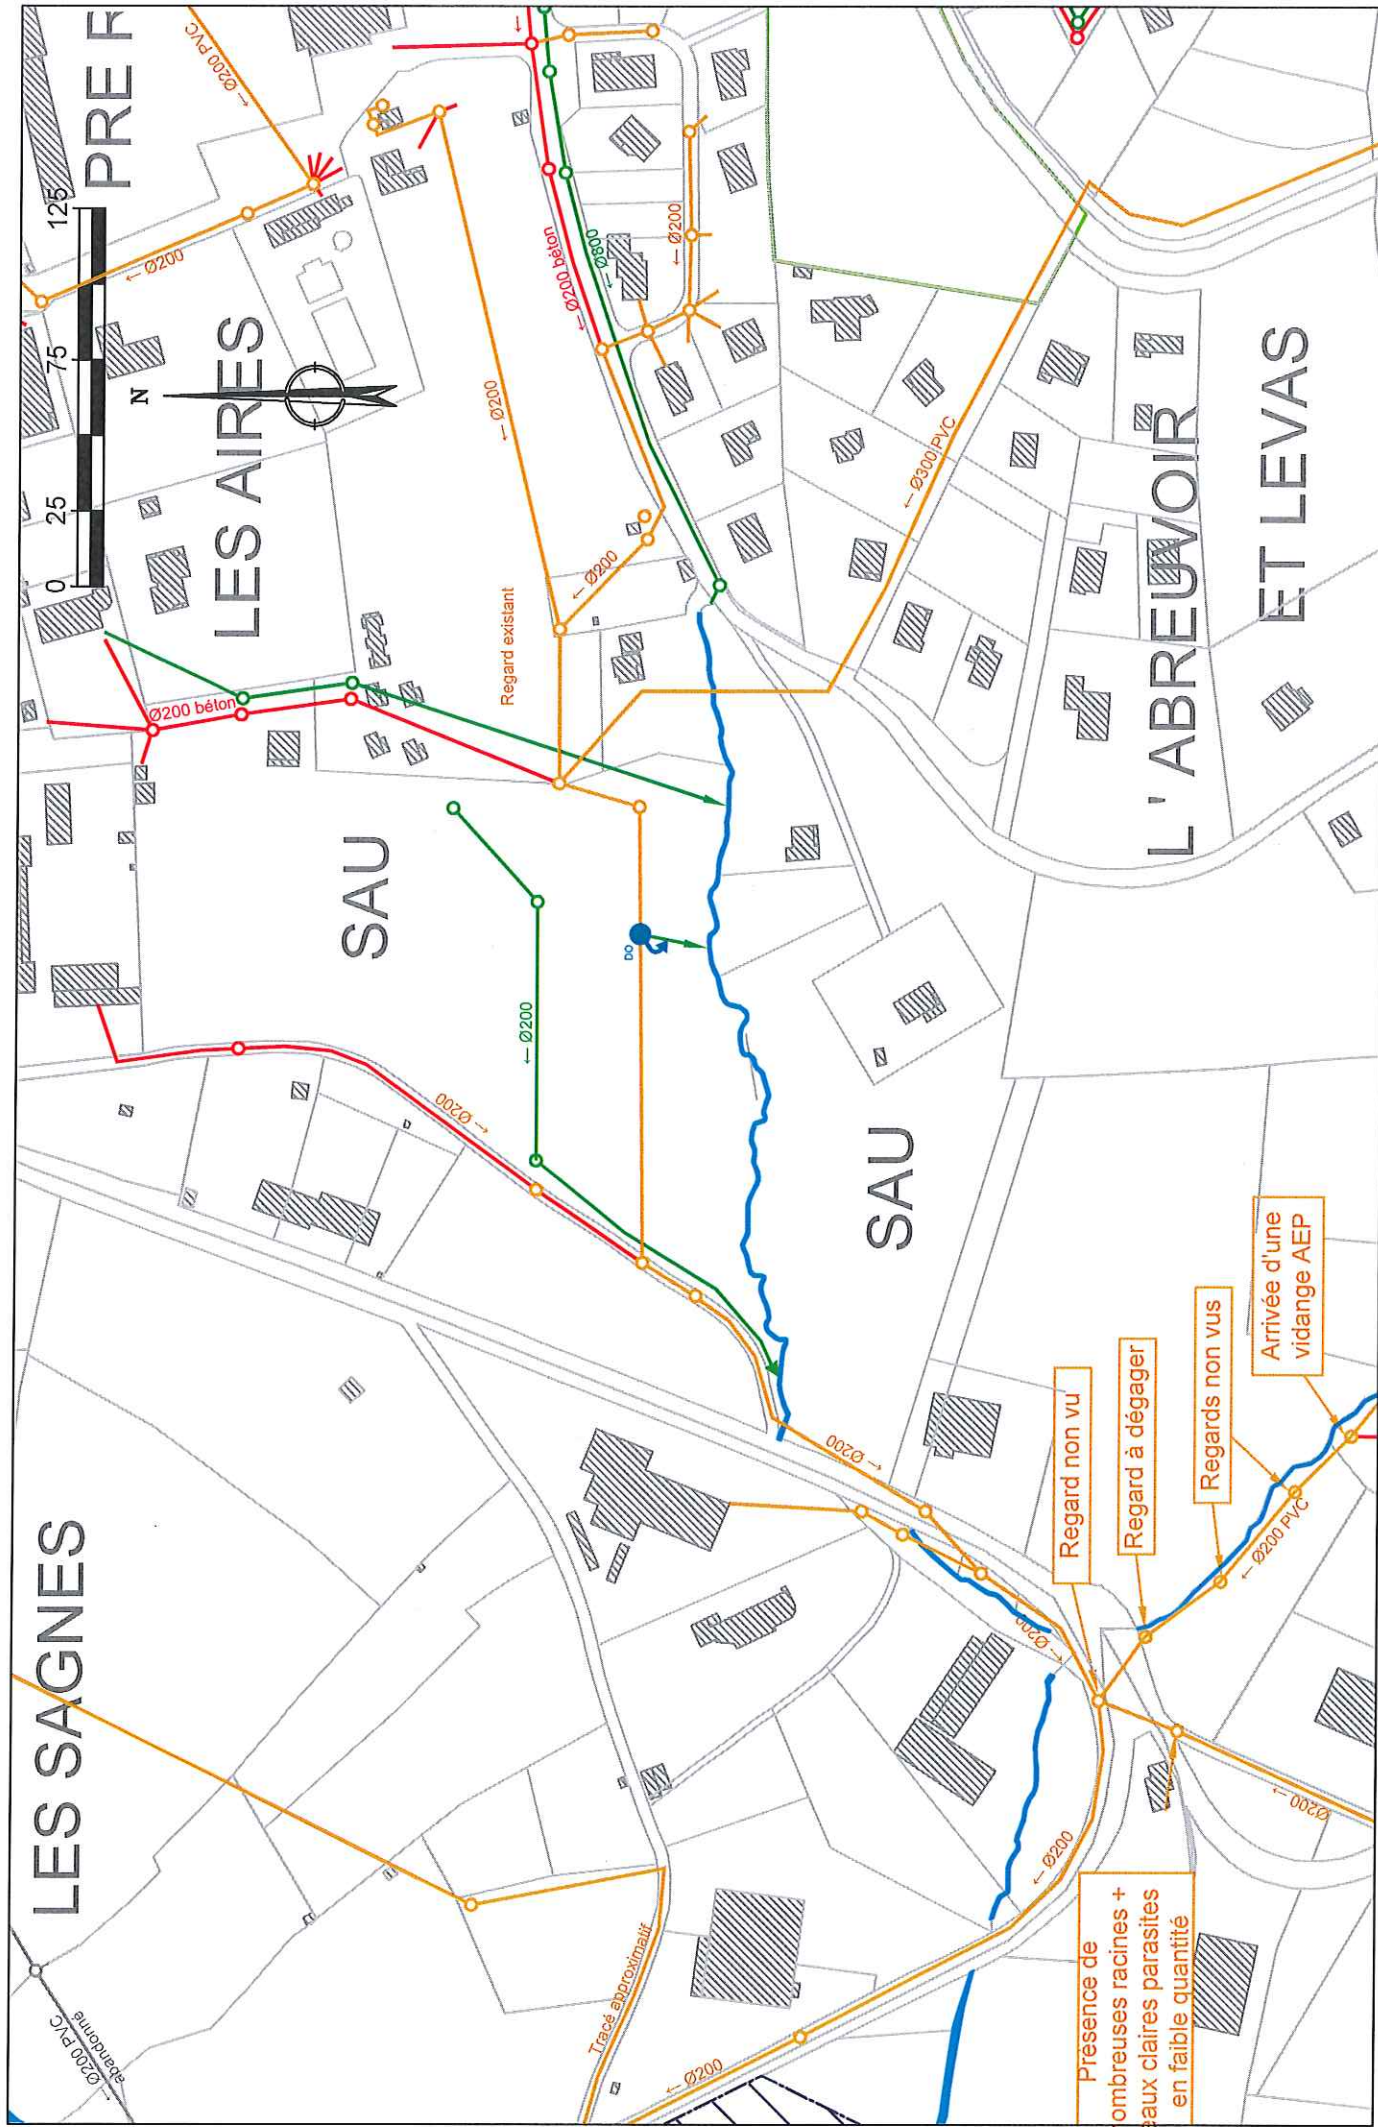 LES SAGNES
PRE R
LES AIRES
SAU
SAU
L'ABREUVOIR
ET LEVAS
0 25 75 125
N
← Ø200 PVC
abandonné
← Ø200 PVC
← Ø200
Ø200 béton
← Ø200
← Ø200 béton
← Ø800
← Ø200
← Ø200
Regard existant
← Ø300 PVC
DO
← Ø200
Ø200 →
← Ø200
Ø200 →
← Ø200
← Ø200
Ø200 →
← Ø200 PVC
Tracé approximatif
Regard non vu
Regard à dégager
Regards non vus
Arrivée d'une
vidange AEP
Présence de
ombreuses racines +
eaux claires parasites
en faible quantité